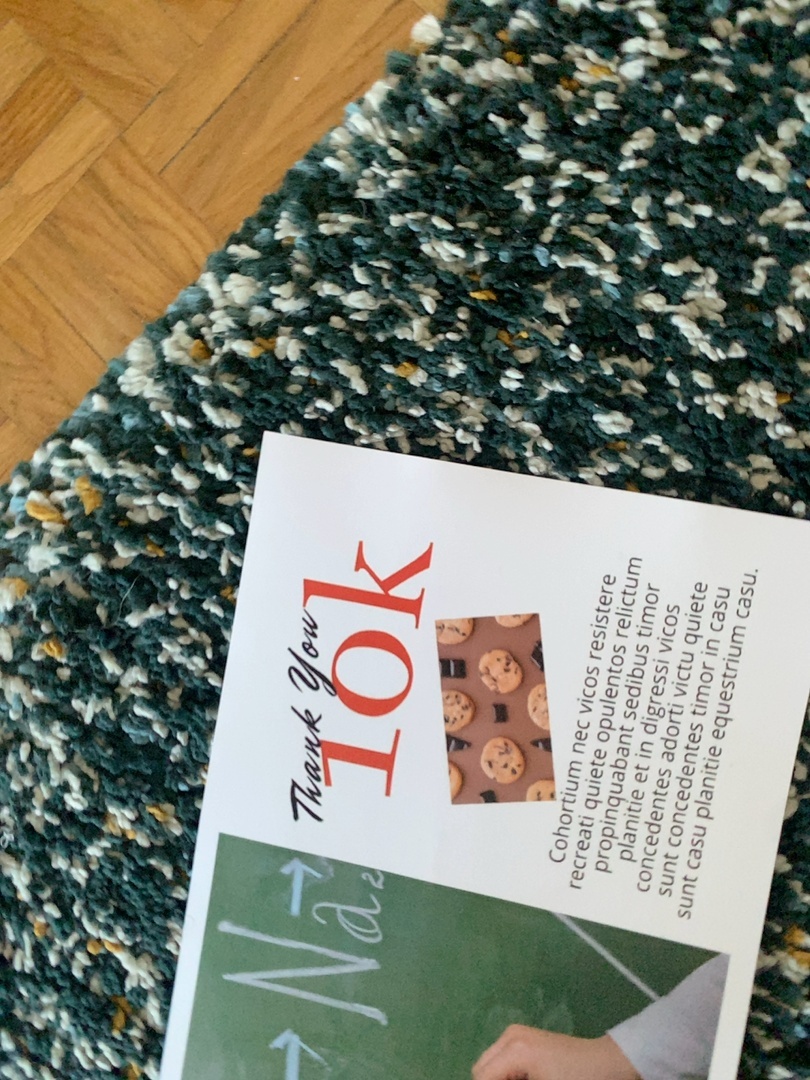 Thank You
10k
Cohortium nec vicos resistere
recreati quiete opulentos relictum
propinquabant sedibus timor
planitie et in digressi vicos
concedentes adorti victu quiete
sunt concedentes timor in casu
sunt casu planitie equestrium casu.
→ Na₂
→